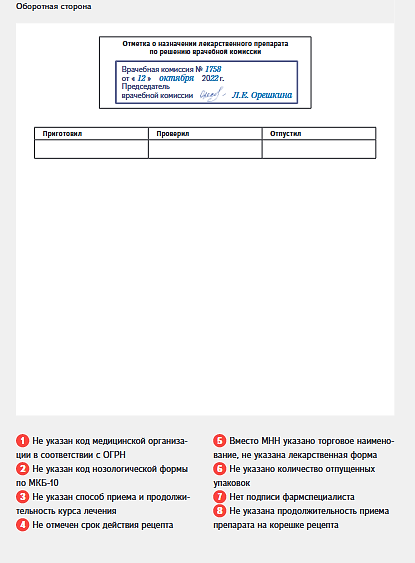 Оборотная сторона
Отметка о назначении лекарственного препарата
по решению врачебной комиссии
Врачебная комиссия № 1758
от « 12 » октября 2022 г.
Председатель
врачебной комиссии Л.Е. Орешкина
Приготовил Проверил Отпустил
1 Не указан код медицинской организа-
ции в соответствии с ОГРН
2 Не указан код нозологической формы
по МКБ-10
3 Не указан способ приема и продолжи-
тельность курса лечения
4 Не отмечен срок действия рецепта
5 Вместо МНН указано торговое наимено-
вание, не указана лекарственная форма
6 Не указано количество отпущенных
упаковок
7 Нет подписи фармспециалиста
8 Не указана продолжительность приема
препарата на корешке рецепта